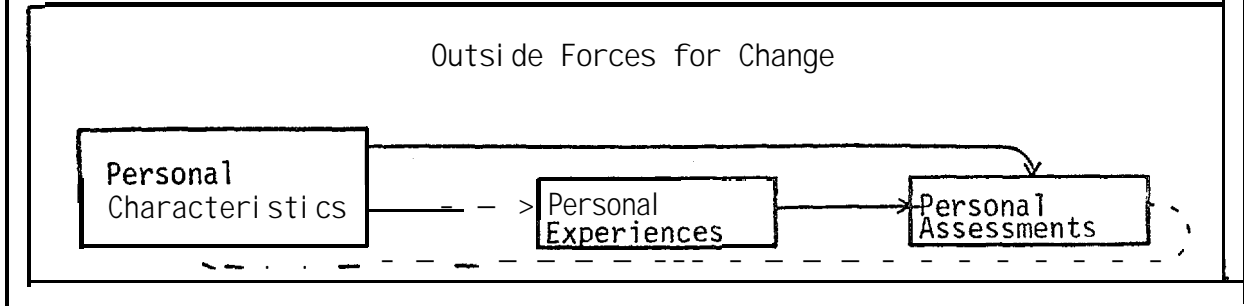 Outside Forces for Change
Personal
Characteristics
Personal
Experiences
Personal
Assessments